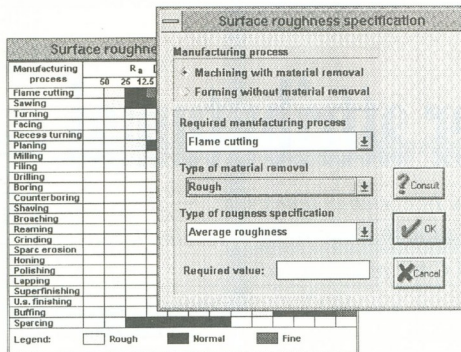 Surface roughness specification
Manufacturing process
Machining with material removal
Forming without material removal
Required manufacturing process
Flame cutting
Type of material removal
Rough
Type of rougness specification
Average roughness
Required value:
Consult
OK
Cancel
Surface roughne
Manufacturing process
R a [
50 25 12.5
Flame cutting
Sawing
Turning
Facing
Recess turning
Planing
Milling
Filing
Drilling
Boring
Counterboring
Shaving
Broaching
Reaming
Grinding
Sparc erosion
Honing
Polishing
Lapping
Superfinishing
U.s. finishing
Buffing
Sparcing
Legend: Rough Normal Fine